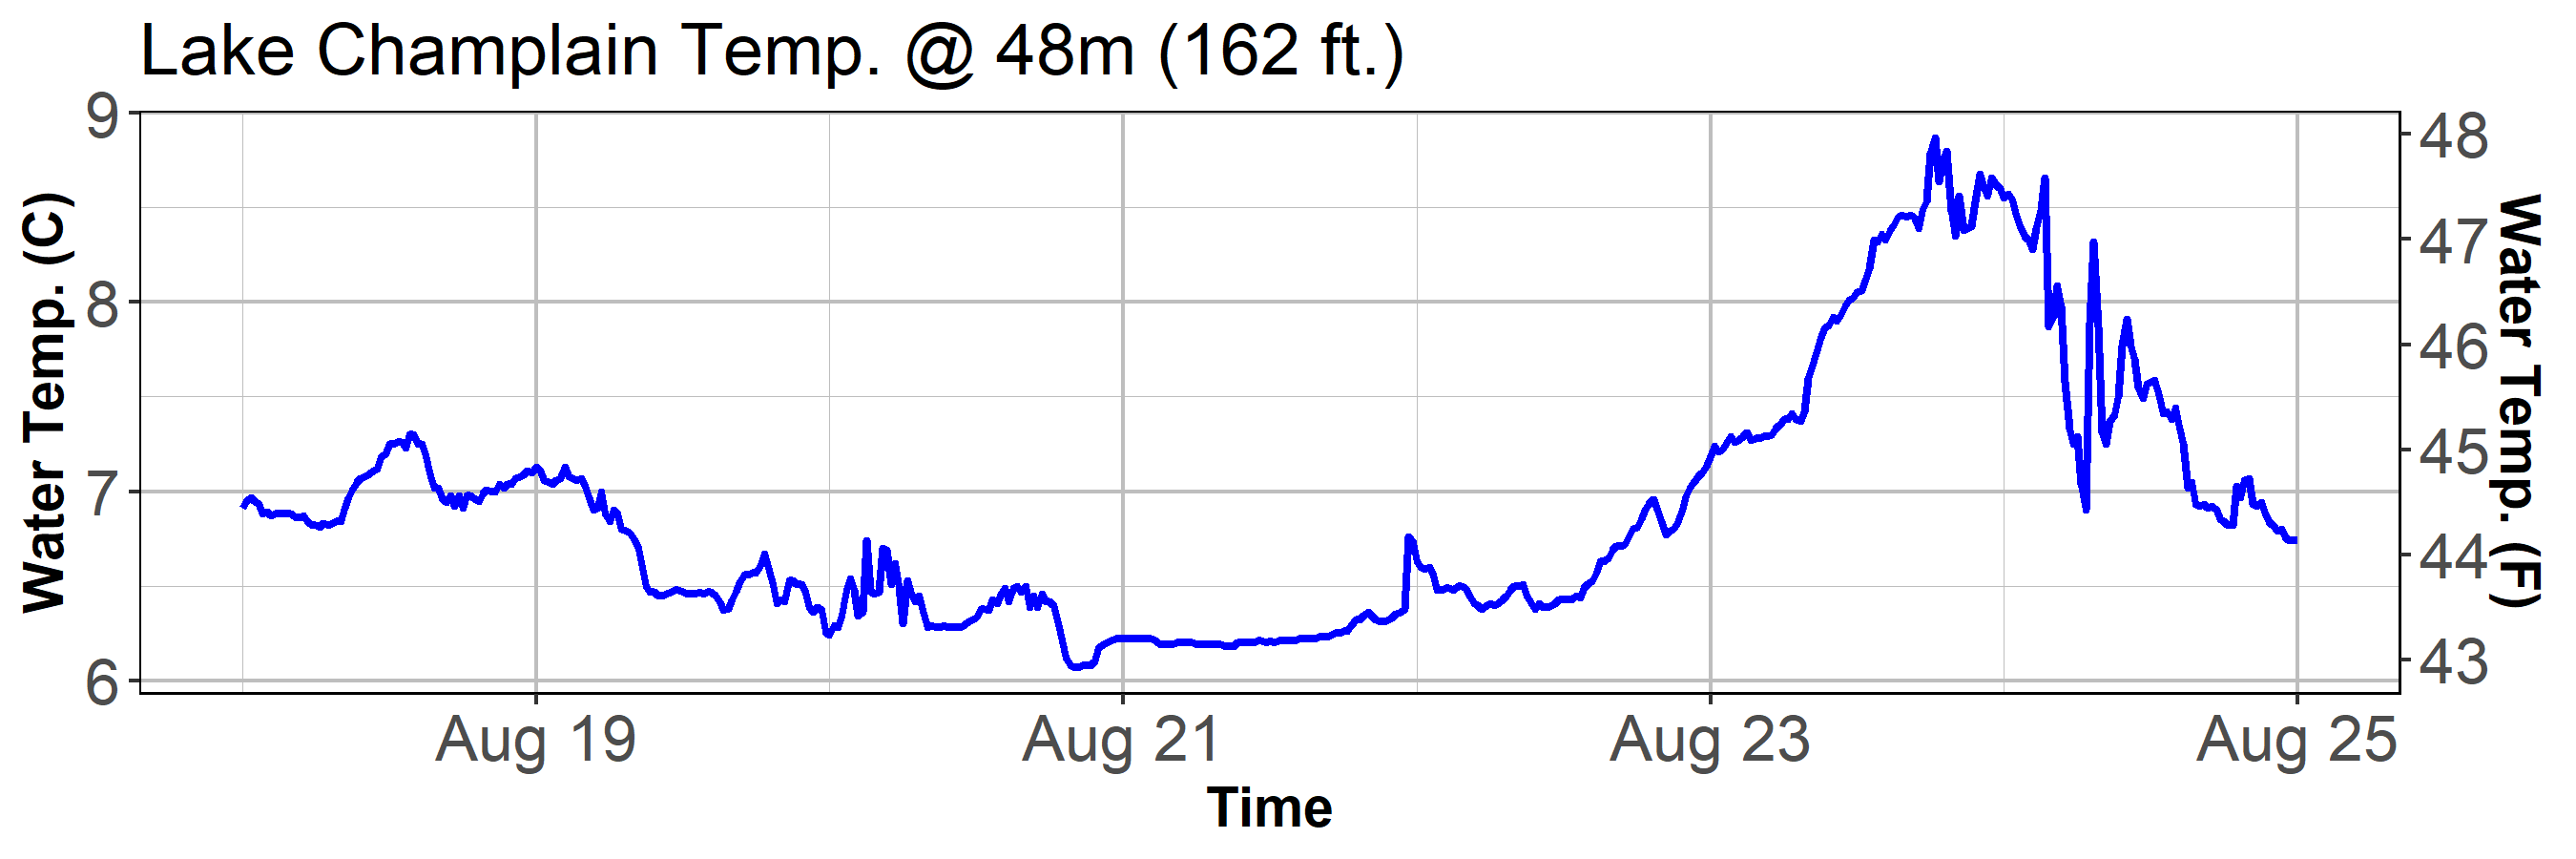 Lake Champlain Temp. @ 48m (162 ft.)
Water Temp. (C)
9
8
7
6
48
47
46
45
44
43
Water Temp. (F)
Aug 19 Aug 21 Aug 23 Aug 25
Time